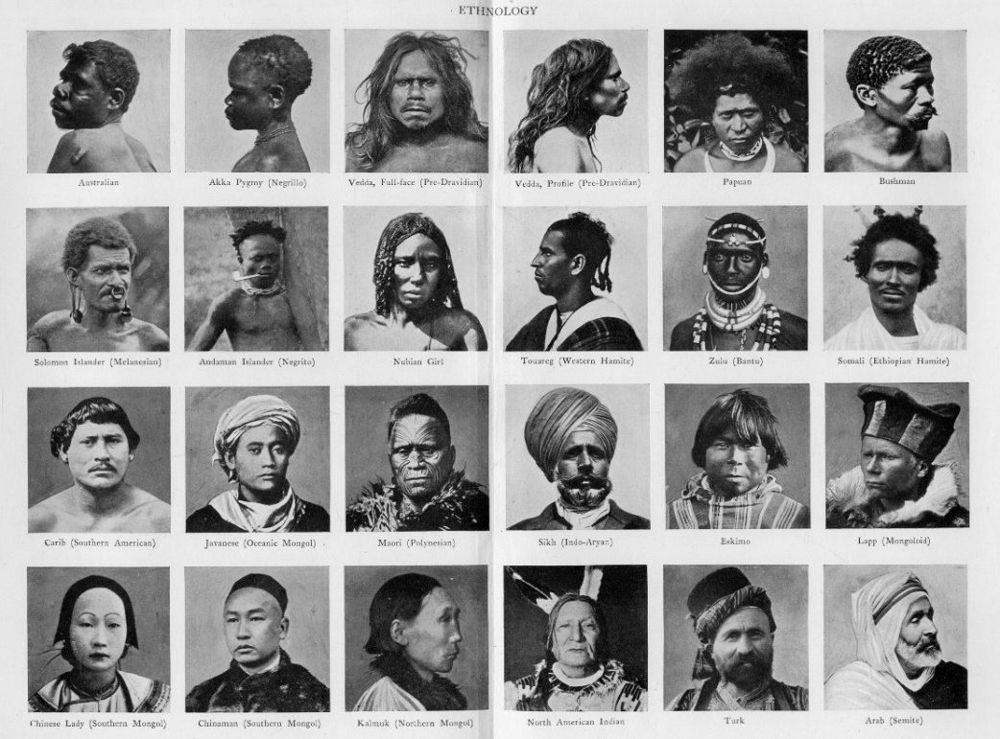 ETHNOLOGY
Australian
Akka Pygmy (Negrillo)
Vedda, Full-face (Pre-Dravidian)
Vedda, Profile (Pre-Dravidian)
Papuan
Bushman
Solomon Islander (Melanesian)
Andaman Islander (Negrito)
Nubian Girl
Touareg (Western Hamite)
Zulu (Bantu)
Somali (Ethiopian Hamite)
Carib (Southern American)
Javanese (Oceanic Mongol)
Maori (Polynesian)
Sikh (Indo-Aryan)
Eskimo
Lapp (Mongoloid)
Chinese Lady (Southern Mongol)
Chinaman (Southern Mongol)
Kalmuk (Northern Mongol)
North American Indian
Turk
Arab (Semite)